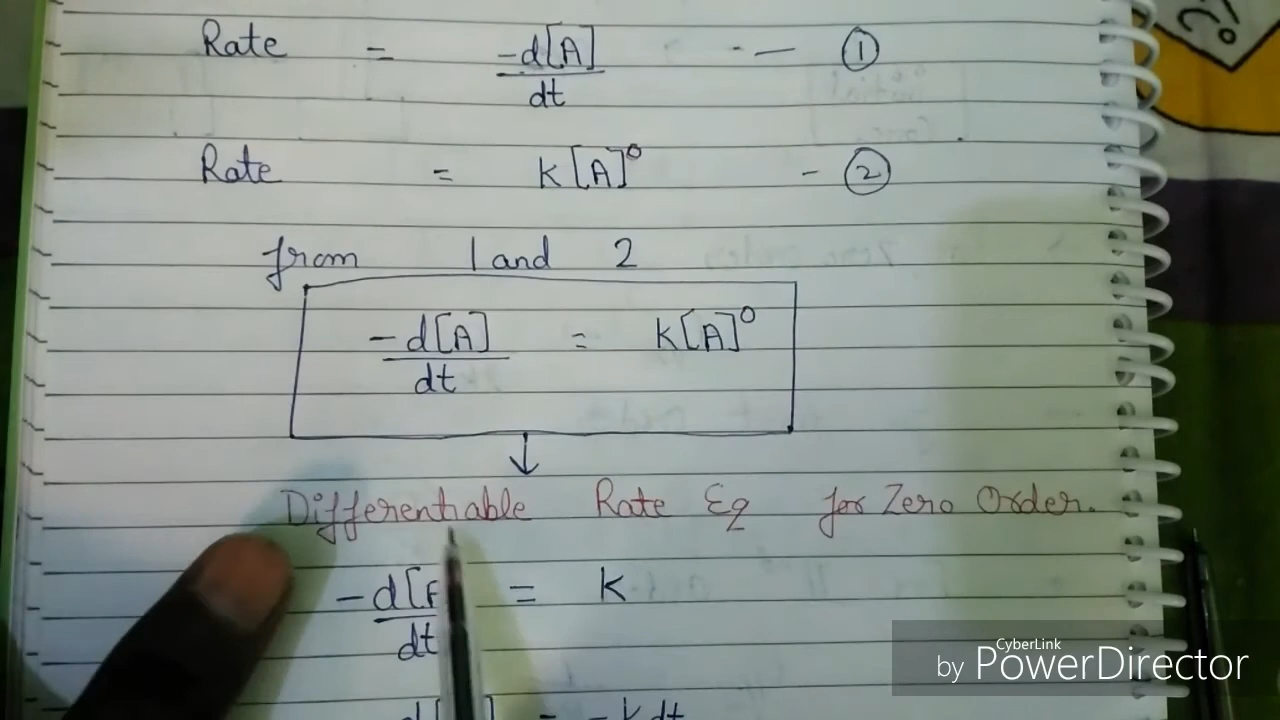 Rate = -d[A] — ①
dt
Rate = K[A]⁰ - ②
from 1 and 2
-d[A] = K[A]⁰
dt
↓
Differentiable Rate Eq for Zero Order.
-d[ = K
dt
= -kdt
CyberLink
by PowerDirector